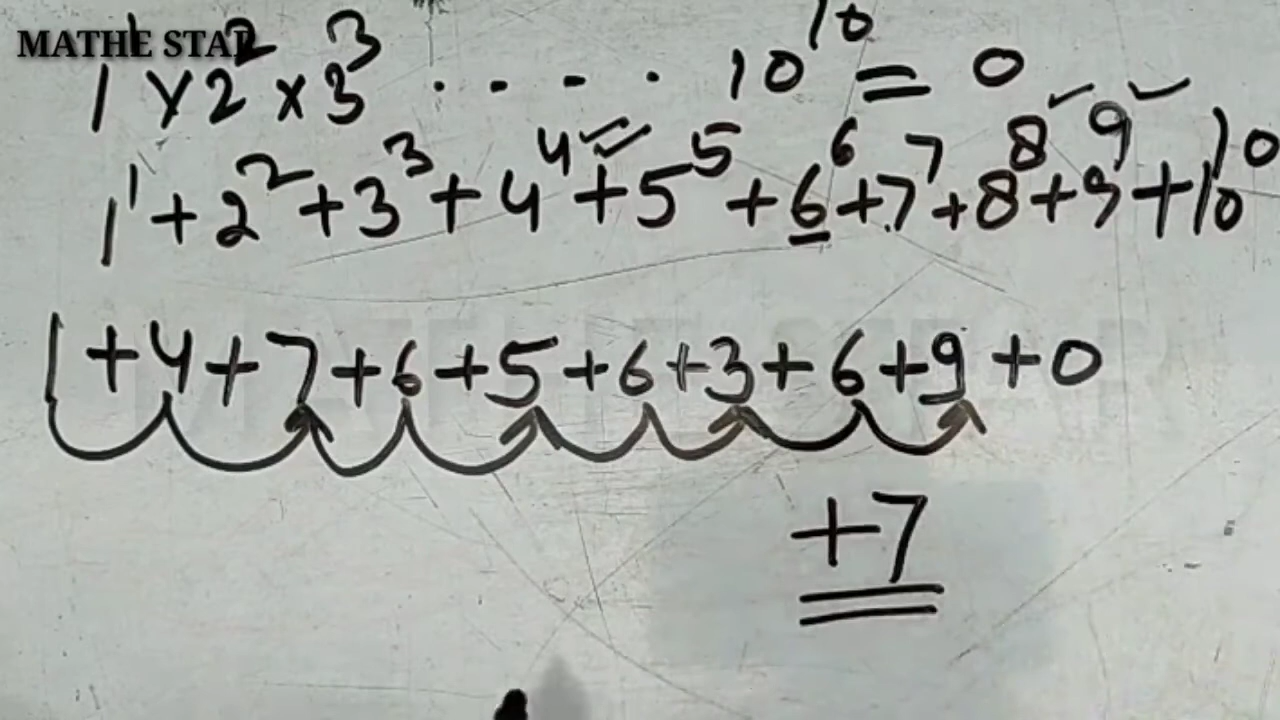 MATHE STAR
1¹ × 2² × 3³ . . - . 10¹⁰ = 0
1¹ + 2² + 3³ + 4⁴ + 5⁵ + 6⁶ + 7⁷ + 8⁸ + 9⁹ + 10¹⁰
1 + 4 + 7 + 6 + 5 + 6 + 3 + 6 + 9 + 0
+7